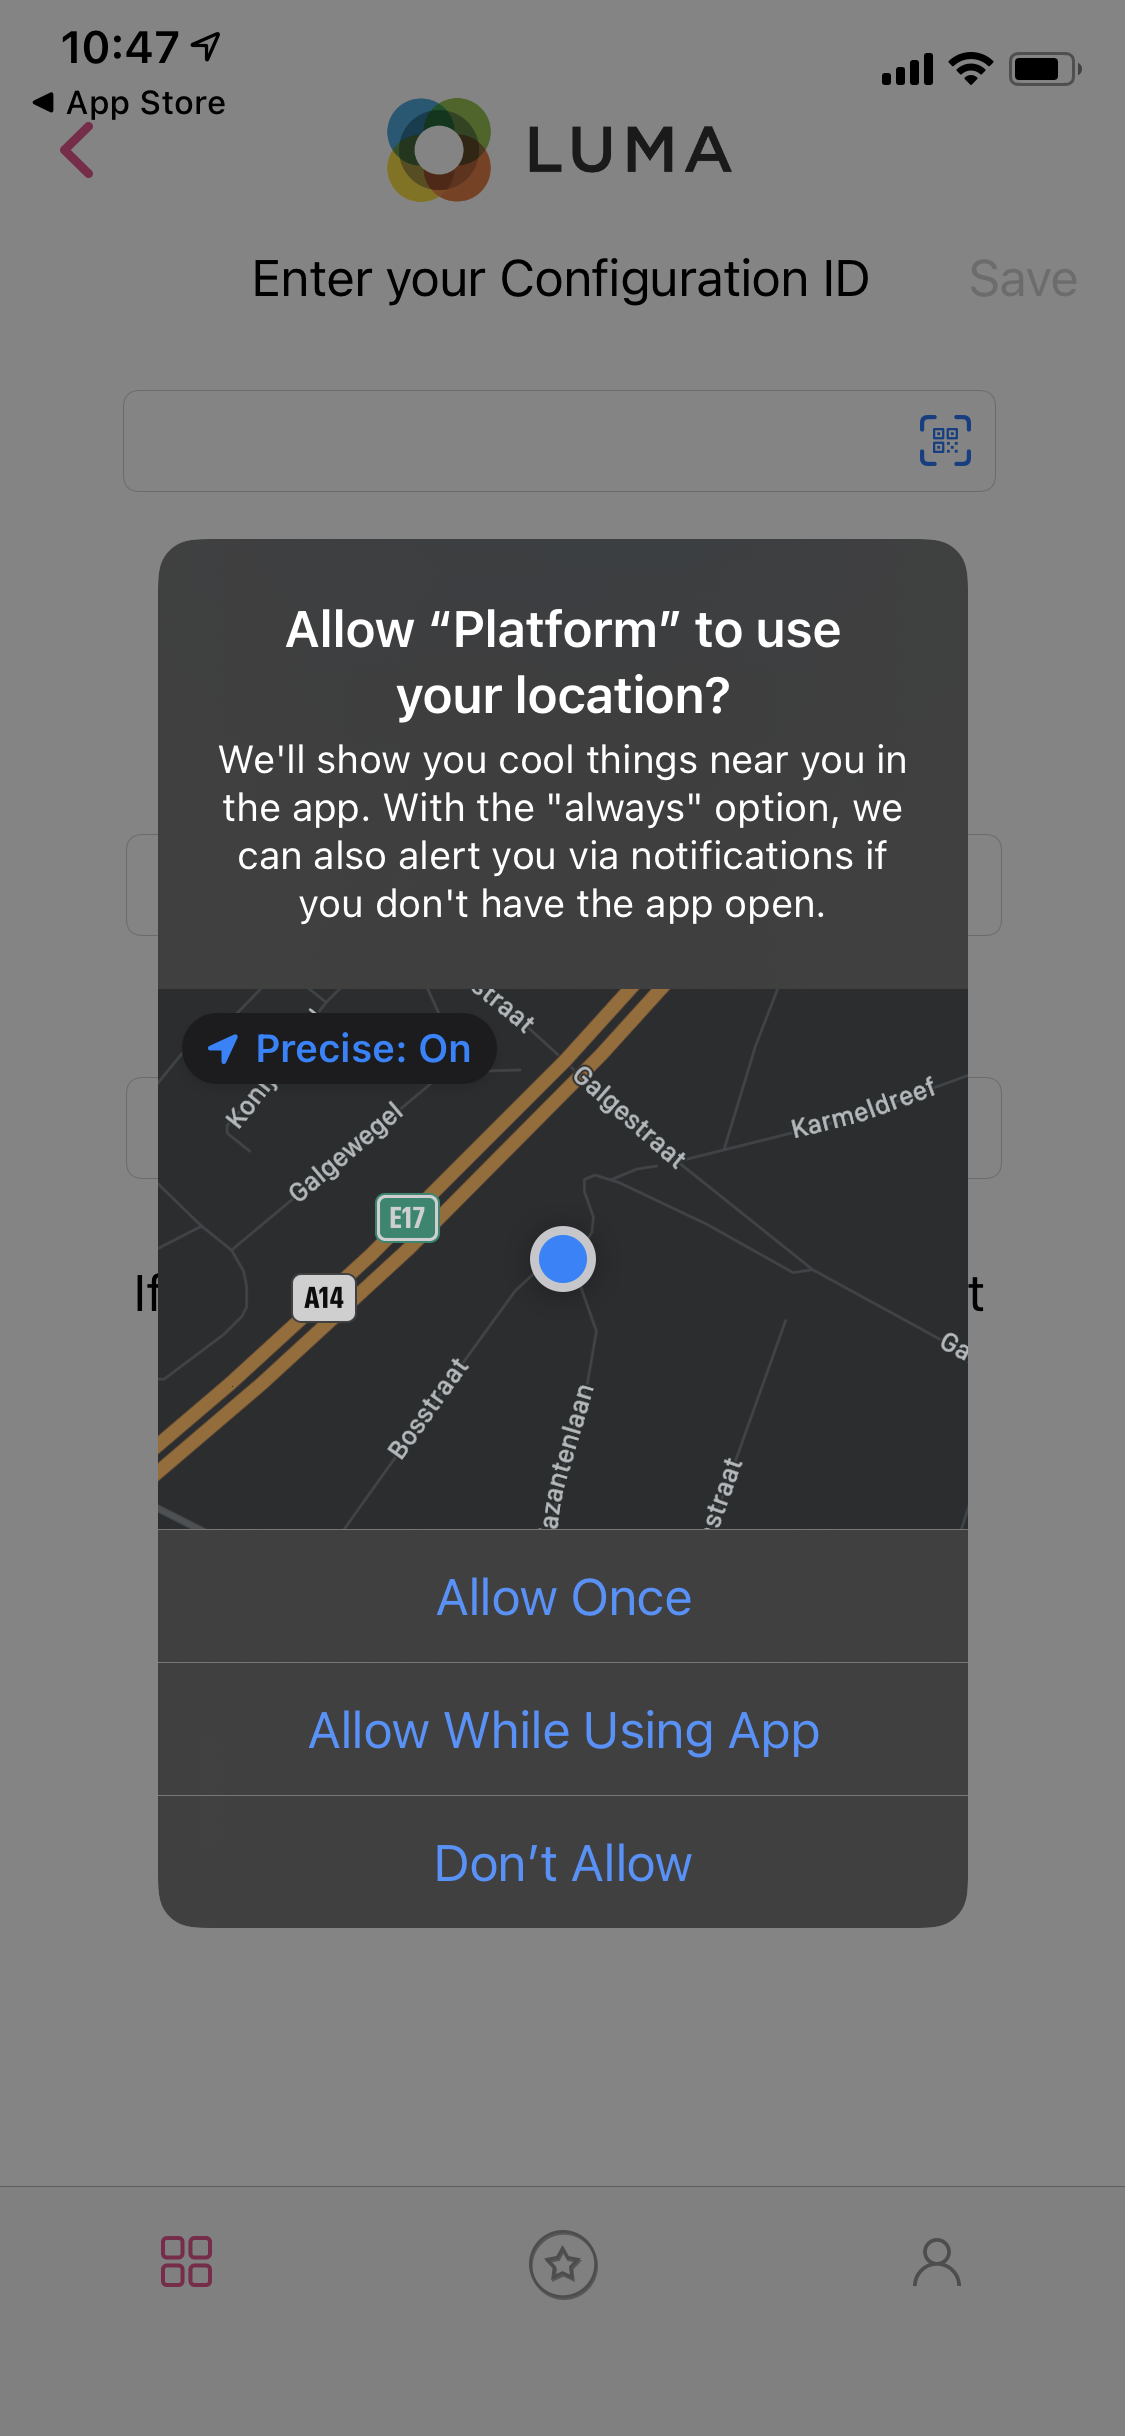 10:47
App Store
LUMA
Enter your Configuration ID
Save
Allow “Platform” to use
your location?
We'll show you cool things near you in
the app. With the "always" option, we
can also alert you via notifications if
you don't have the app open.
Precise: On
straat
Galgewegel
Galgestraat
Karmeldreef
E17
A14
If
t
Bosstraat
azantenlaan
straat
Ga
Allow Once
Allow While Using App
Don’t Allow